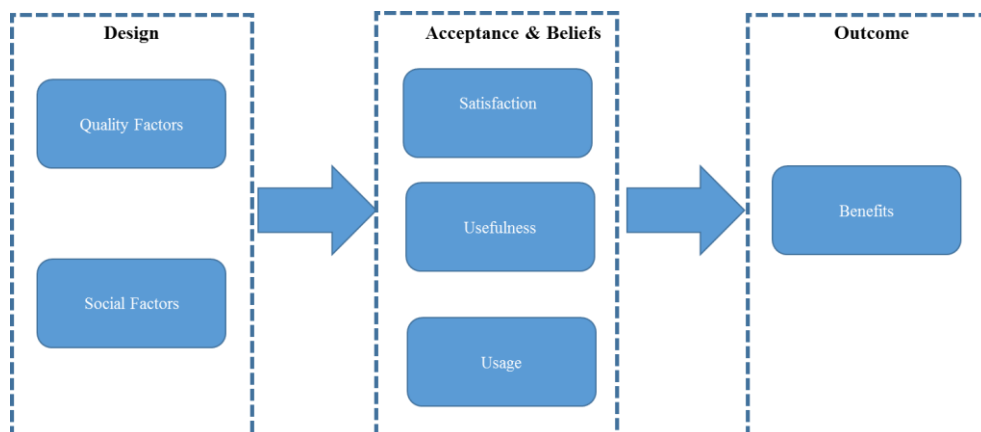 Design
Quality Factors
Social Factors
Acceptance & Beliefs
Satisfaction
Usefulness
Usage
Outcome
Benefits